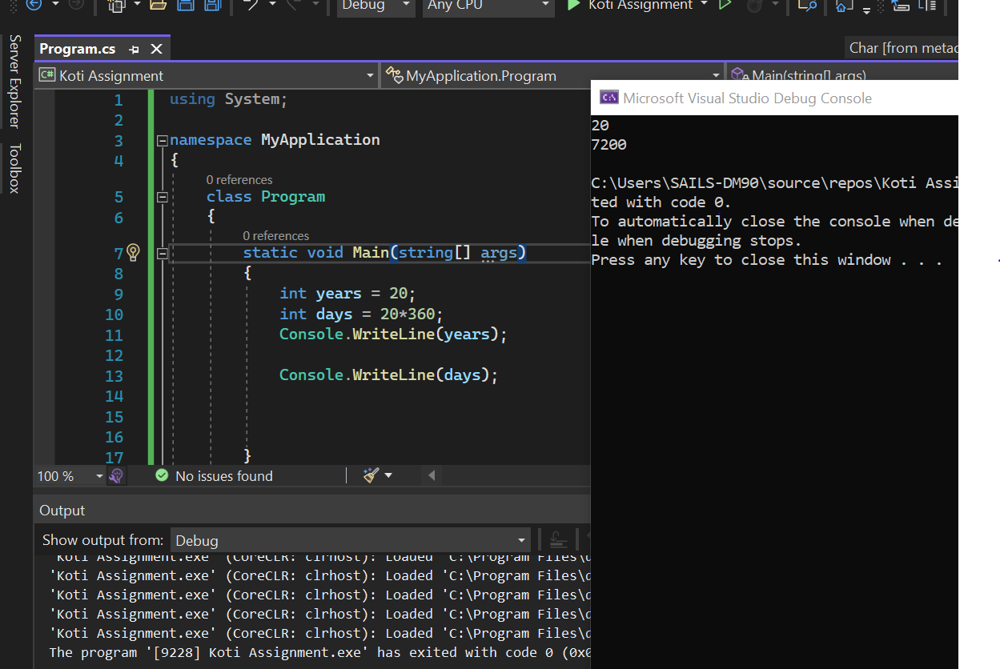 Debug Any CPU Koti Assignment
Server Explorer
Toolbox
Program.cs
Char [from metad
C# Koti Assignment MyApplication.Program Main(string[] args)
1 using System;
2
3 namespace MyApplication
4 {
0 references
5 class Program
6 {
0 references
7 static void Main(string[] args)
8 {
9 int years = 20;
10 int days = 20*360;
11 Console.WriteLine(years);
12
13 Console.WriteLine(days);
14
15
16
17 }
100 % No issues found
Output
Show output from: Debug
'Koti Assignment.exe' (CoreCLR: clrhost): Loaded 'C:\Program Files\d
'Koti Assignment.exe' (CoreCLR: clrhost): Loaded 'C:\Program Files\d
'Koti Assignment.exe' (CoreCLR: clrhost): Loaded 'C:\Program Files\d
'Koti Assignment.exe' (CoreCLR: clrhost): Loaded 'C:\Program Files\d
'Koti Assignment.exe' (CoreCLR: clrhost): Loaded 'C:\Program Files\d
The program '[9228] Koti Assignment.exe' has exited with code 0 (0x0
C:\ Microsoft Visual Studio Debug Console
20
7200
C:\Users\SAILS-DM90\source\repos\Koti Assi
ted with code 0.
To automatically close the console when de
le when debugging stops.
Press any key to close this window . . .